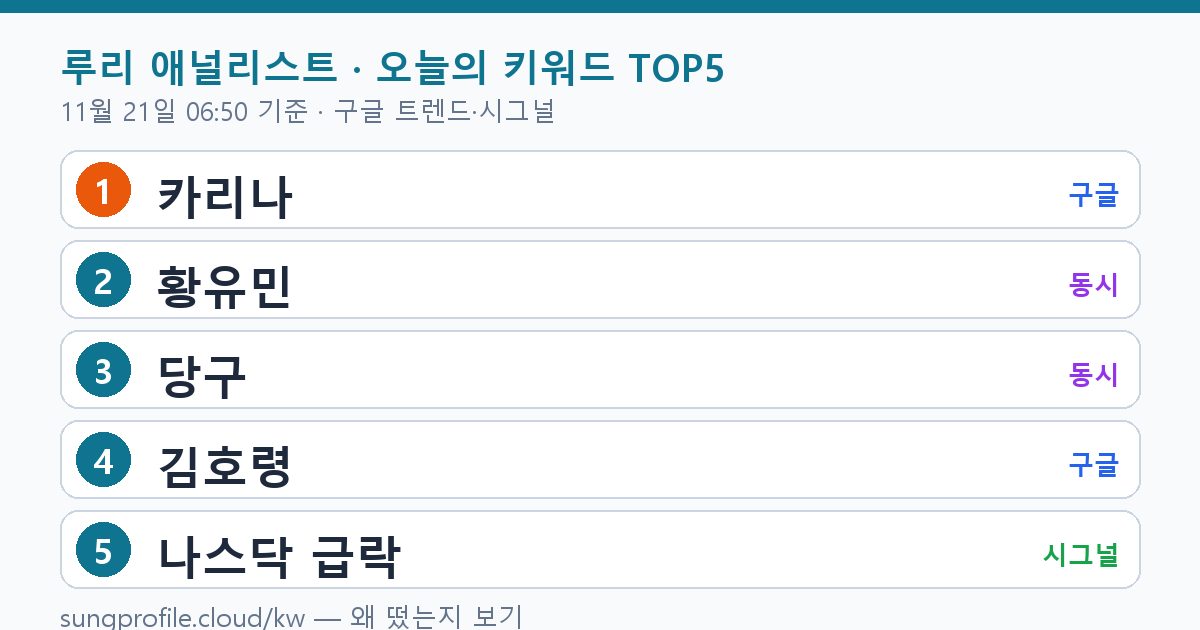 루리 애널리스트 · 오늘의 키워드 TOP5
11월 21일 06:50 기준 · 구글 트렌드·시그널
1 카리나 구글
2 황유민 동시
3 당구 동시
4 김호령 구글
5 나스닥 급락 시그널
sungprofile.cloud/kw — 왜 떴는지 보기